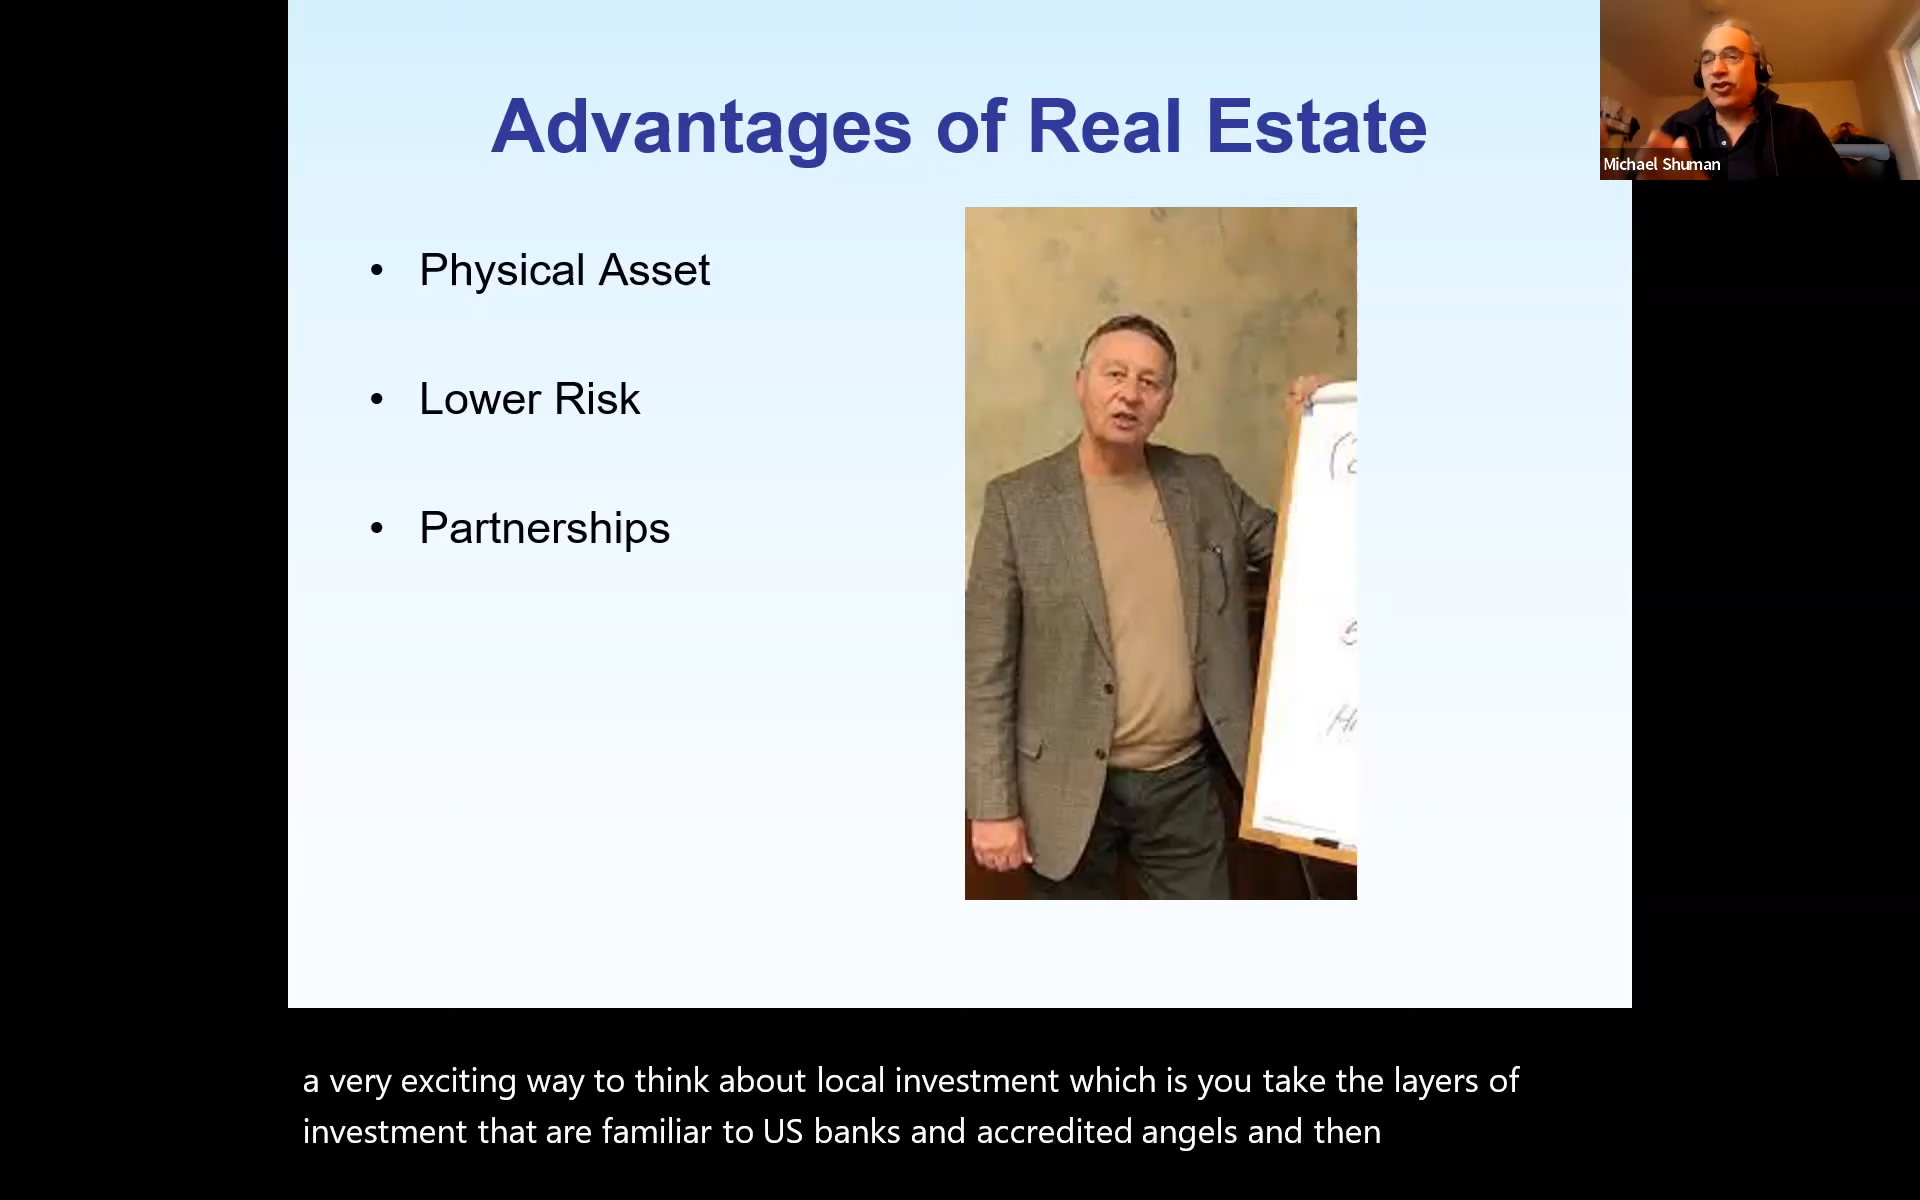 Advantages of Real Estate
Michael Shuman
• Physical Asset
• Lower Risk
• Partnerships
a very exciting way to think about local investment which is you take the layers of
investment that are familiar to US banks and accredited angels and then